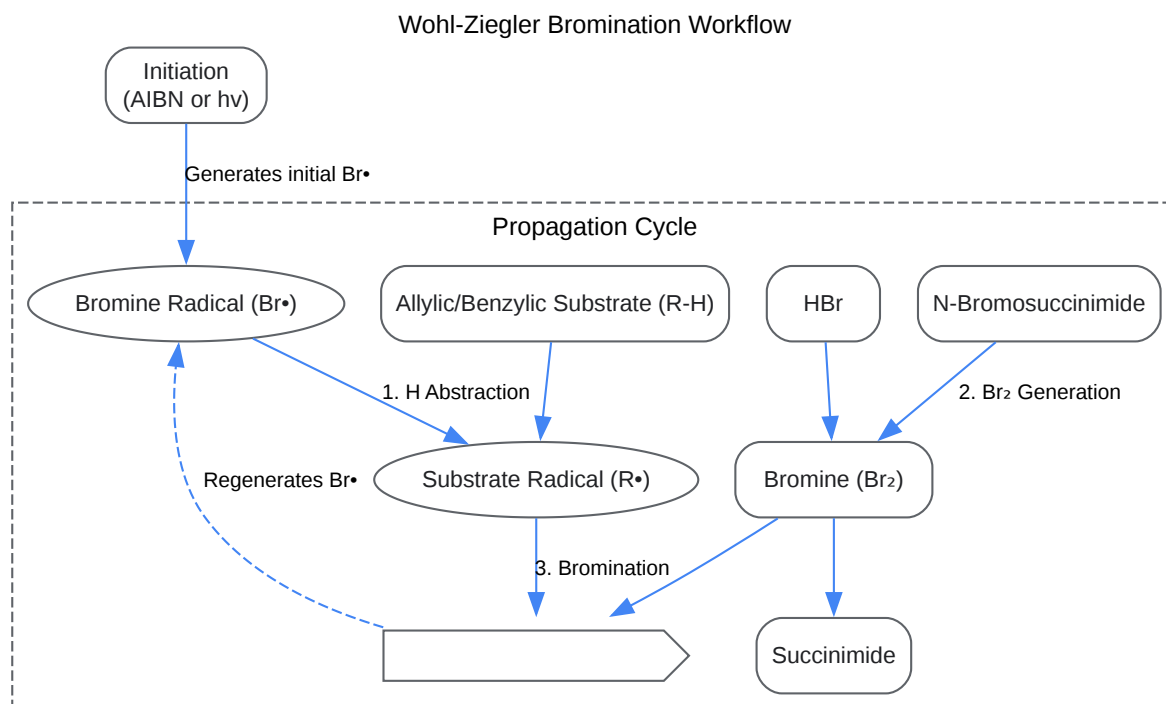 Wohl-Ziegler Bromination Workflow
Initiation
(AIBN or hv)
Generates initial Br•
Propagation Cycle
Bromine Radical (Br•)
Allylic/Benzylic Substrate (R-H)
HBr
N-Bromosuccinimide
1. H Abstraction
2. Br₂ Generation
Regenerates Br•
Substrate Radical (R•)
Bromine (Br₂)
3. Bromination
Succinimide